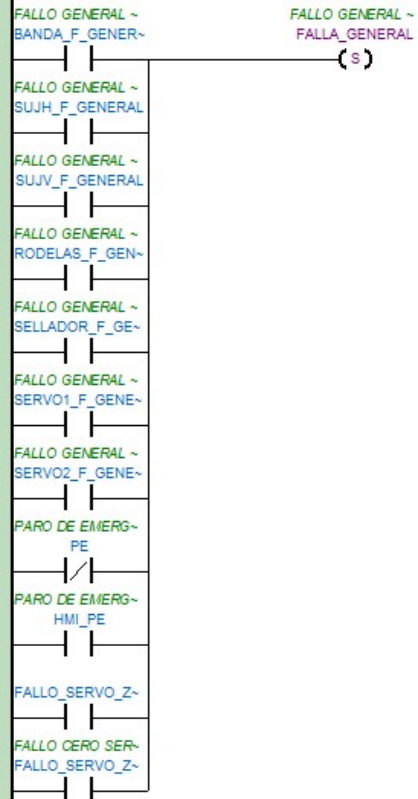 FALLO GENERAL ~
BANDA_F_GENER~
FALLO GENERAL ~
FALLA_GENERAL
S
FALLO GENERAL ~
SUJH_F_GENERAL
FALLO GENERAL ~
SUJV_F_GENERAL
FALLO GENERAL ~
RODELAS_F_GEN~
FALLO GENERAL ~
SELLADOR_F_GE~
FALLO GENERAL ~
SERVO1_F_GENE~
FALLO GENERAL ~
SERVO2_F_GENE~
PARO DE EMERG~
PE
PARO DE EMERG~
HMI_PE
FALLO_SERVO_Z~
FALLO CERO SER~
FALLO_SERVO_Z~